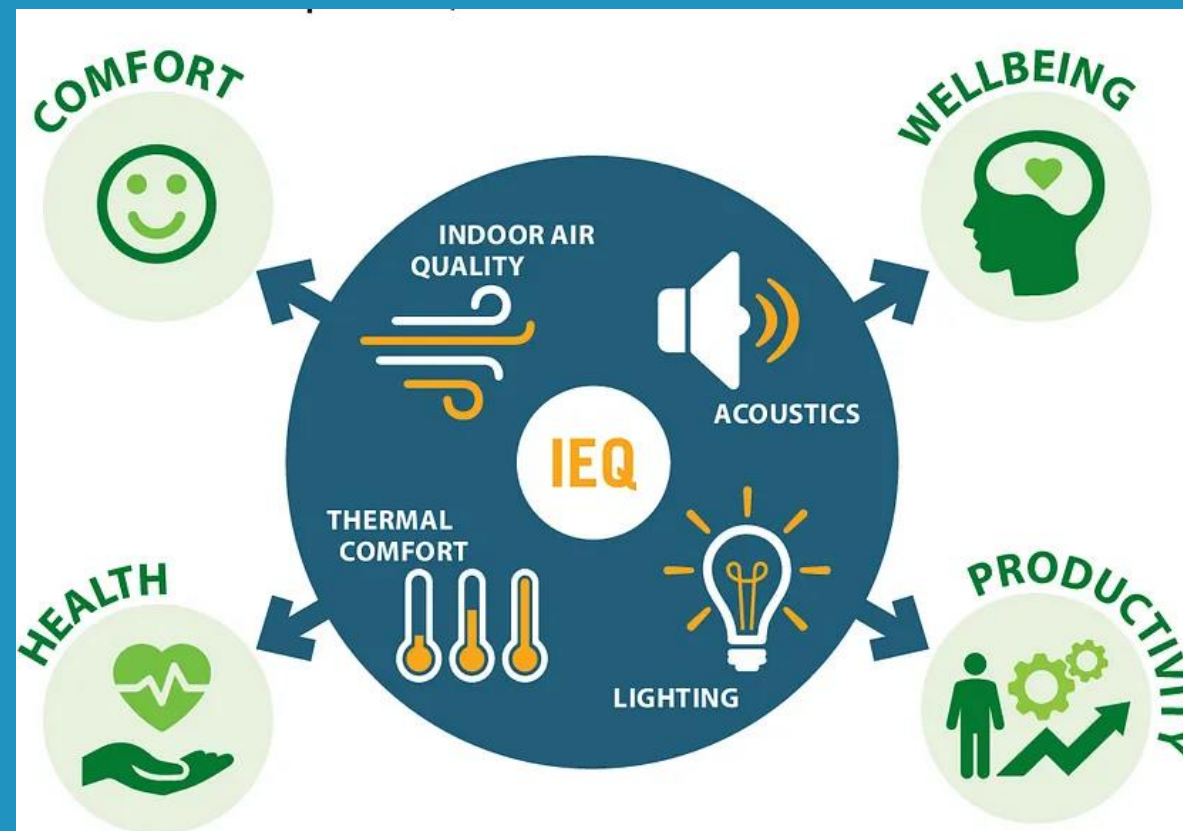 COMFORT
WELLBEING
INDOOR AIR
QUALITY
ACOUSTICS
IEQ
THERMAL
COMFORT
LIGHTING
HEALTH
PRODUCTIVITY